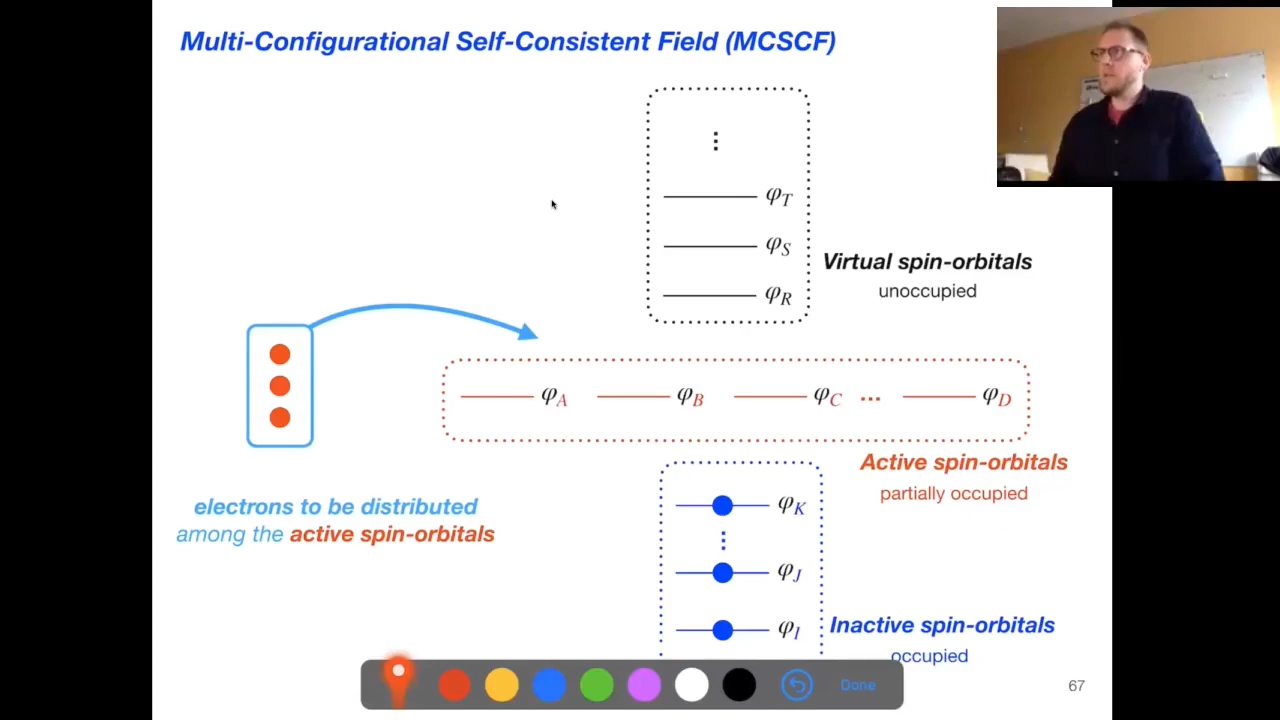 Multi-Configurational Self-Consistent Field (MCSCF)
⋮
φT
φS
φR
Virtual spin-orbitals
unoccupied
φA φB φC ... φD
Active spin-orbitals
partially occupied
electrons to be distributed
among the active spin-orbitals
φK
⋮
φJ
φI
Inactive spin-orbitals
occupied
Done
67